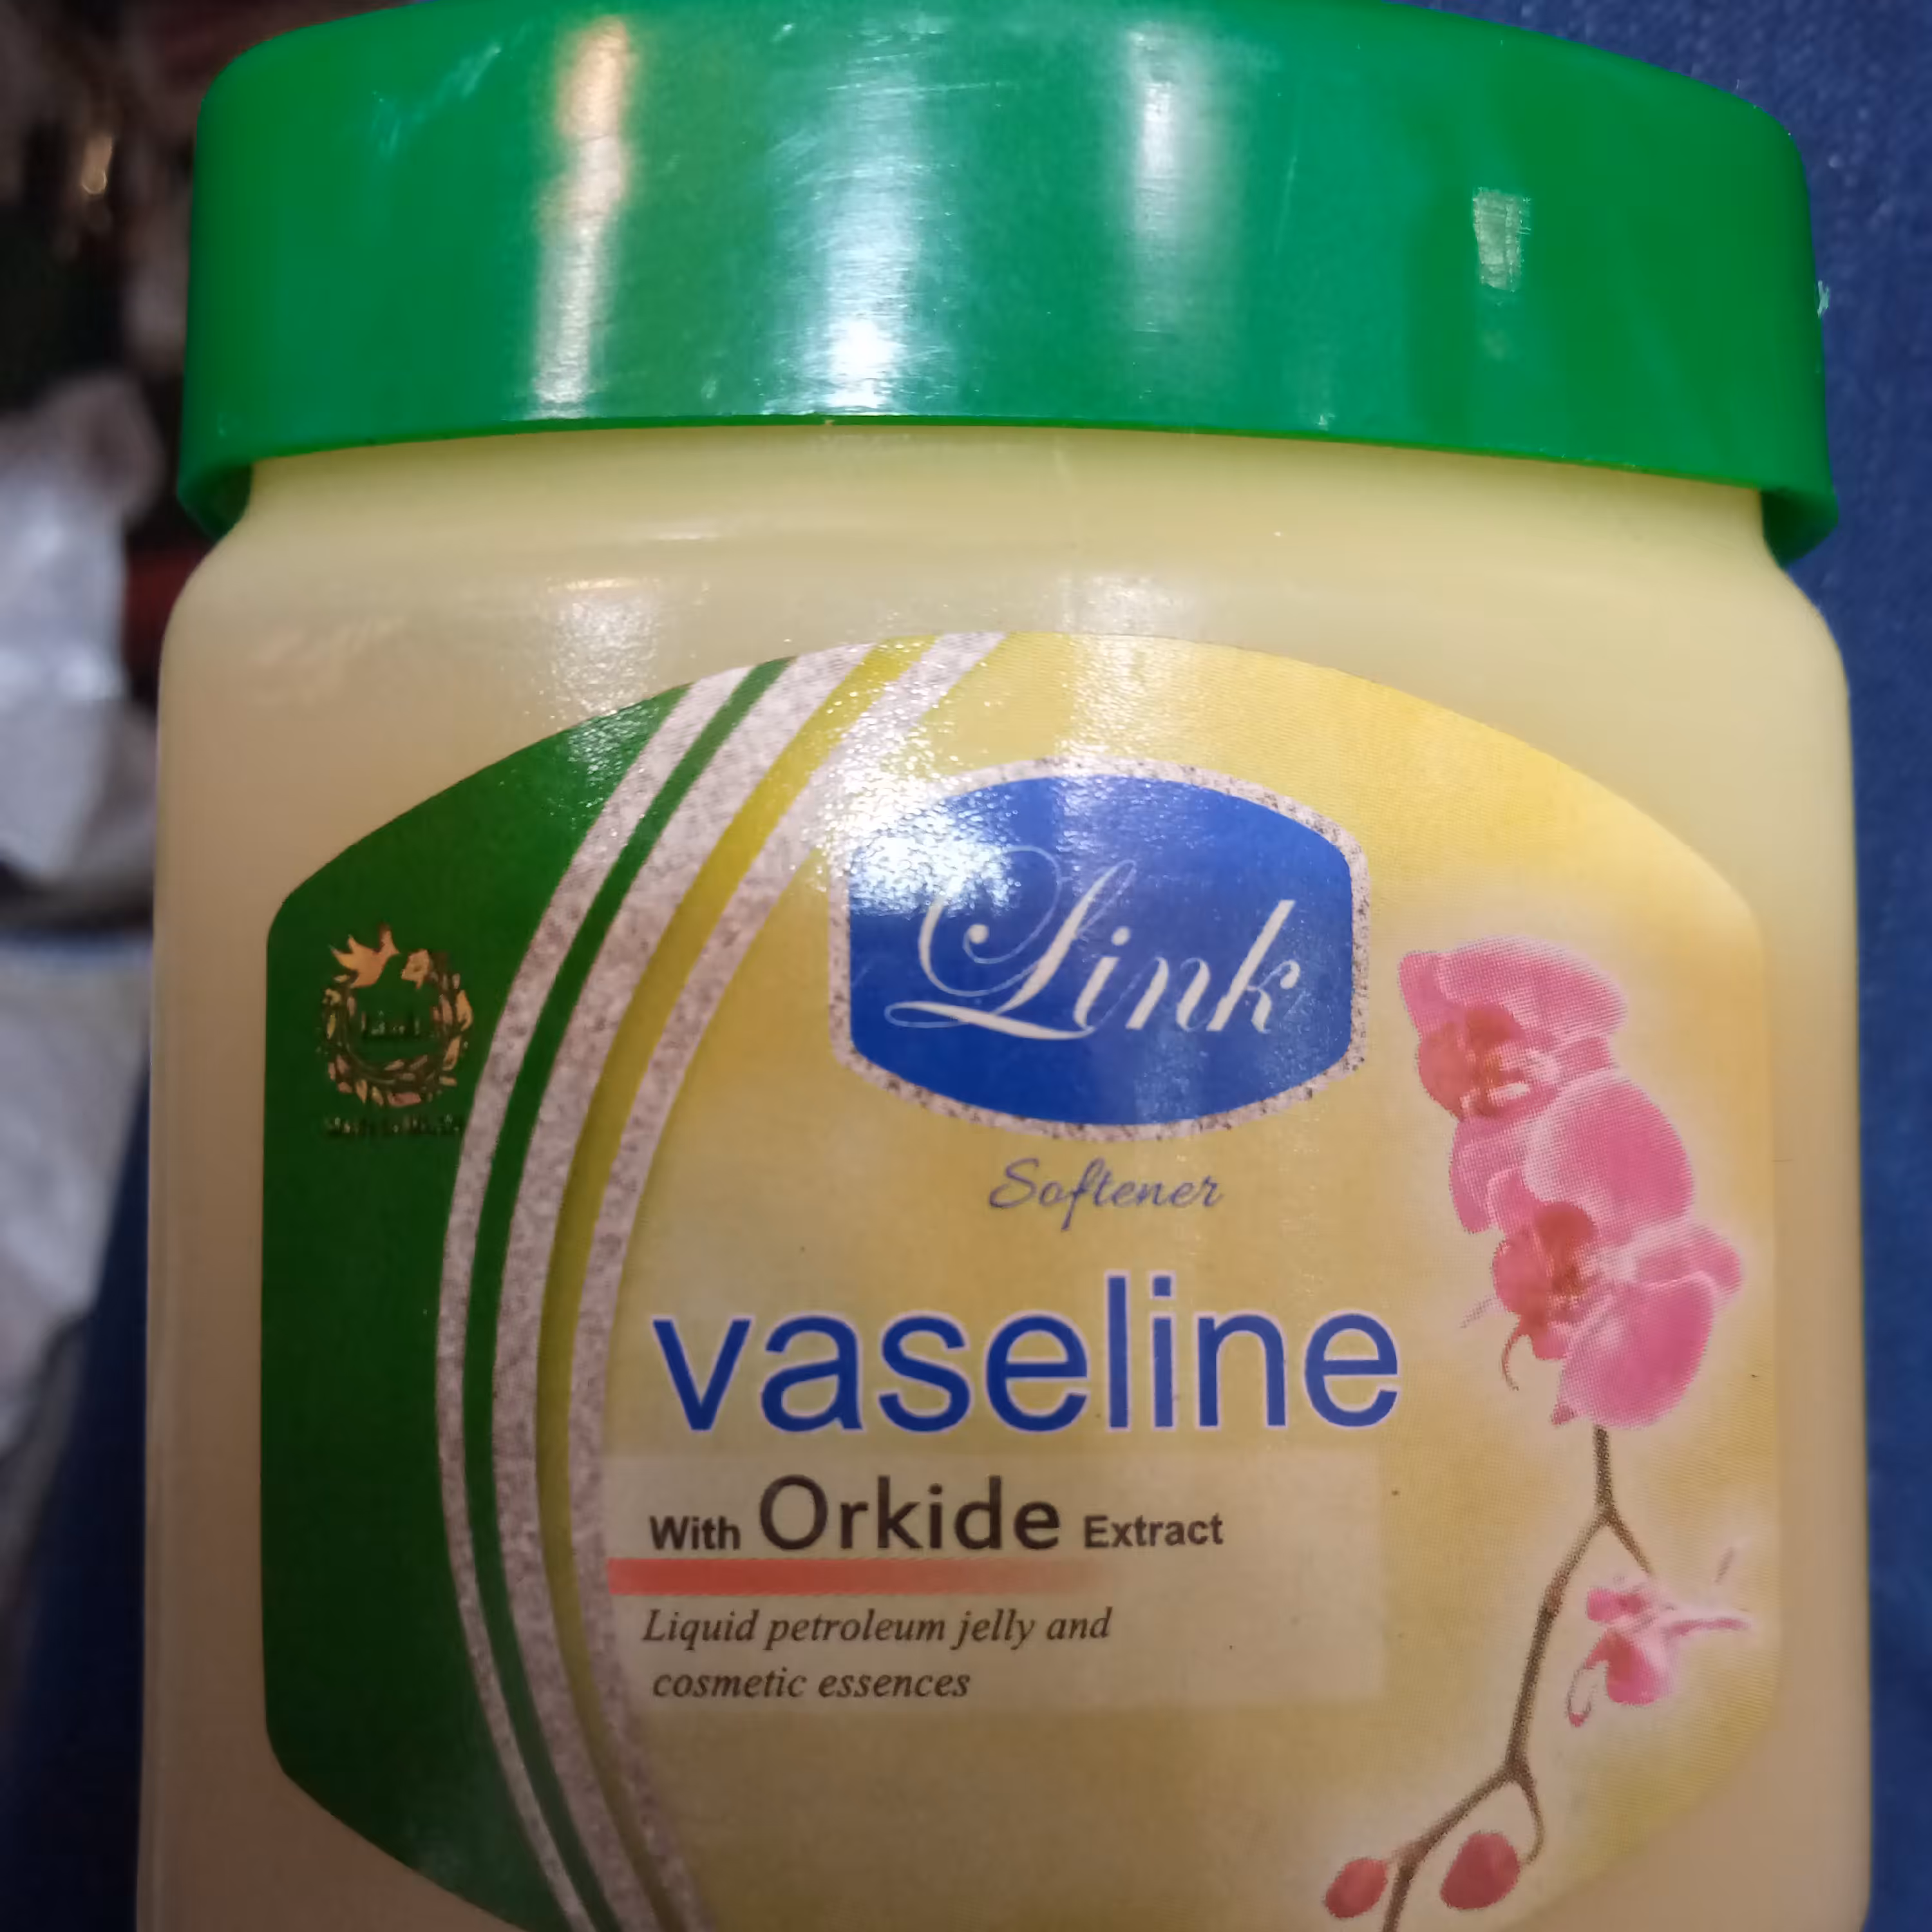 Link
Softener
vaseline
With Orkide Extract
Liquid petroleum jelly and
cosmetic essences